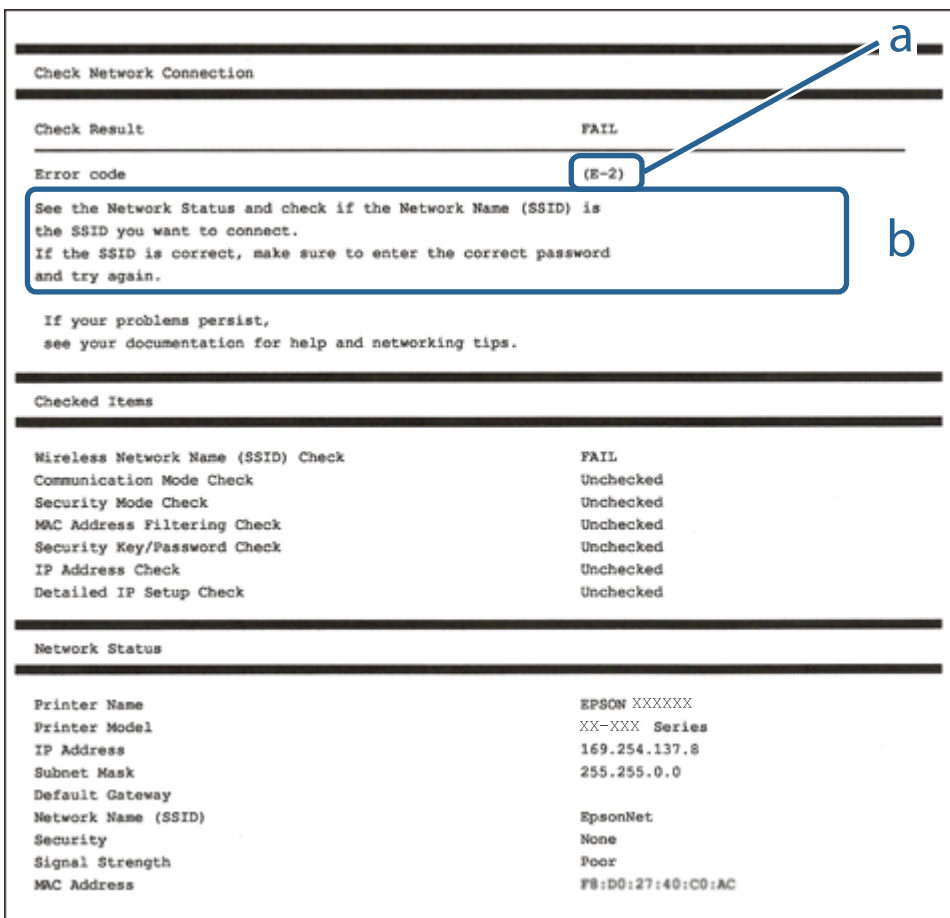 a
Check Network Connection
Check Result FAIL
Error code (E-2)
See the Network Status and check if the Network Name (SSID) is
the SSID you want to connect.
If the SSID is correct, make sure to enter the correct password
and try again.
b
If your problems persist,
see your documentation for help and networking tips.
Checked Items
Wireless Network Name (SSID) Check FAIL
Communication Mode Check Unchecked
Security Mode Check Unchecked
MAC Address Filtering Check Unchecked
Security Key/Password Check Unchecked
IP Address Check Unchecked
Detailed IP Setup Check Unchecked
Network Status
Printer Name EPSON XXXXXX
Printer Model XX-XXX Series
IP Address 169.254.137.8
Subnet Mask 255.255.0.0
Default Gateway
Network Name (SSID) EpsonNet
Security None
Signal Strength Poor
MAC Address F8:D0:27:40:C0:AC